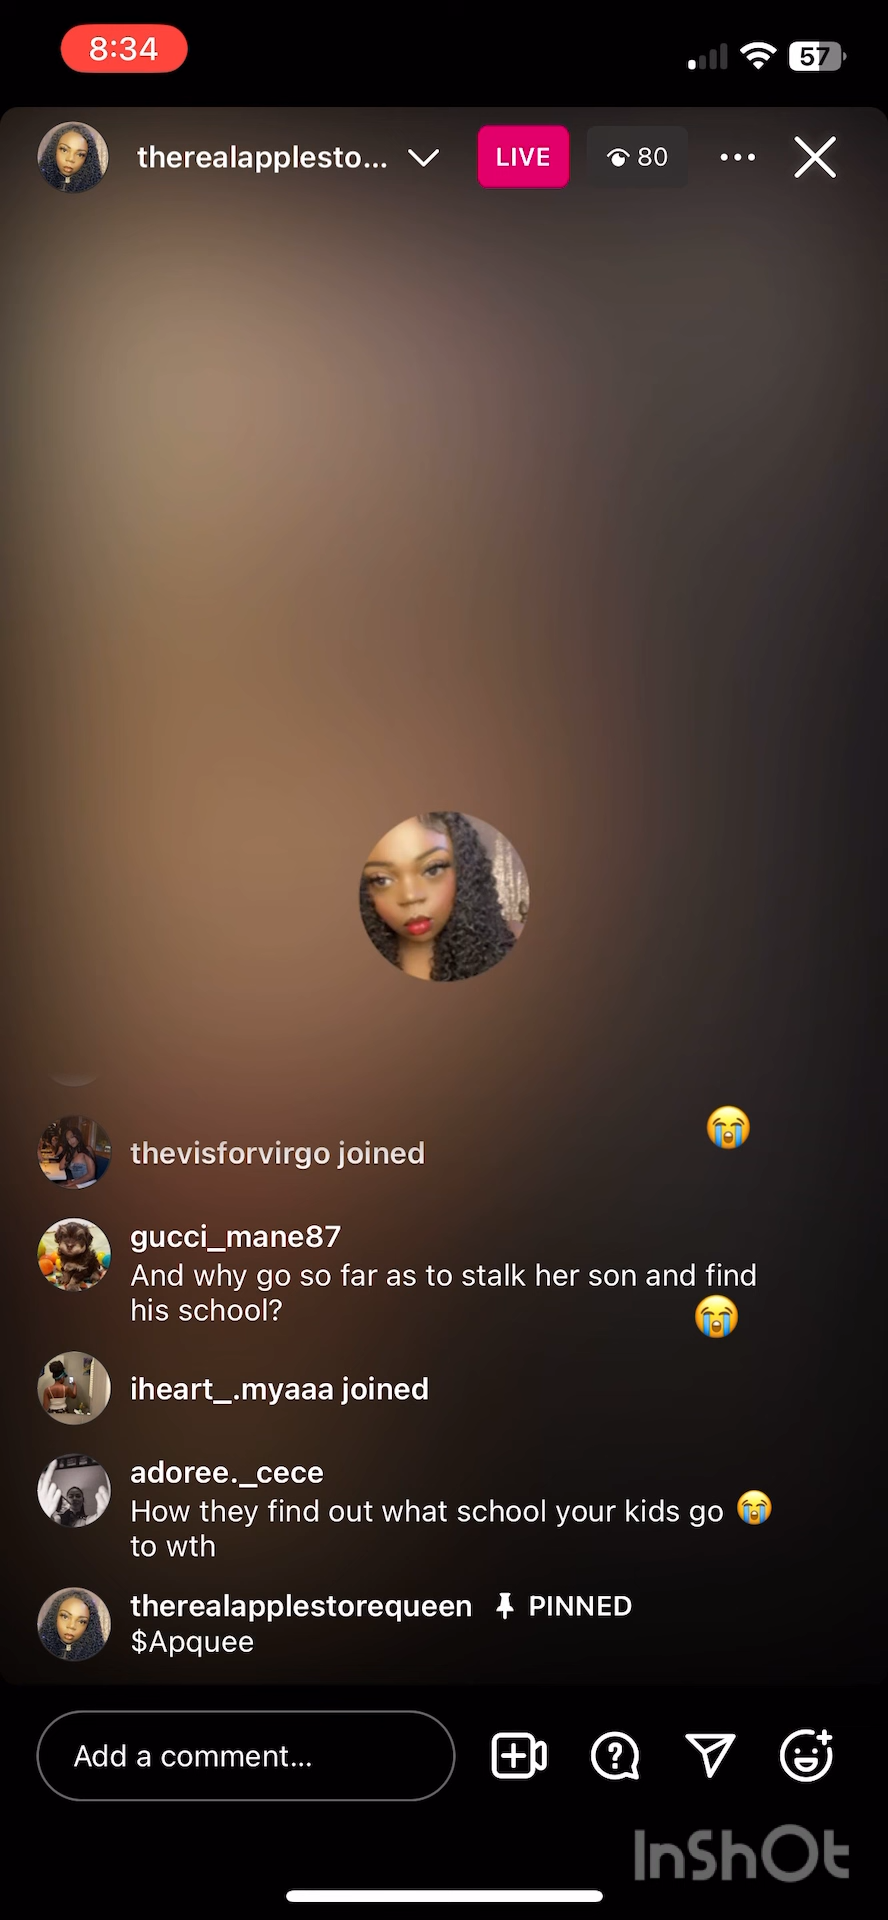 8:34
57
therealapplesto...
LIVE
80
thevisforvirgo joined
gucci_mane87
And why go so far as to stalk her son and find
his school?
iheart_.myaaa joined
adoree._cece
How they find out what school your kids go
to wth
therealapplestorequeen PINNED
$Apquee
Add a comment...
InShOt